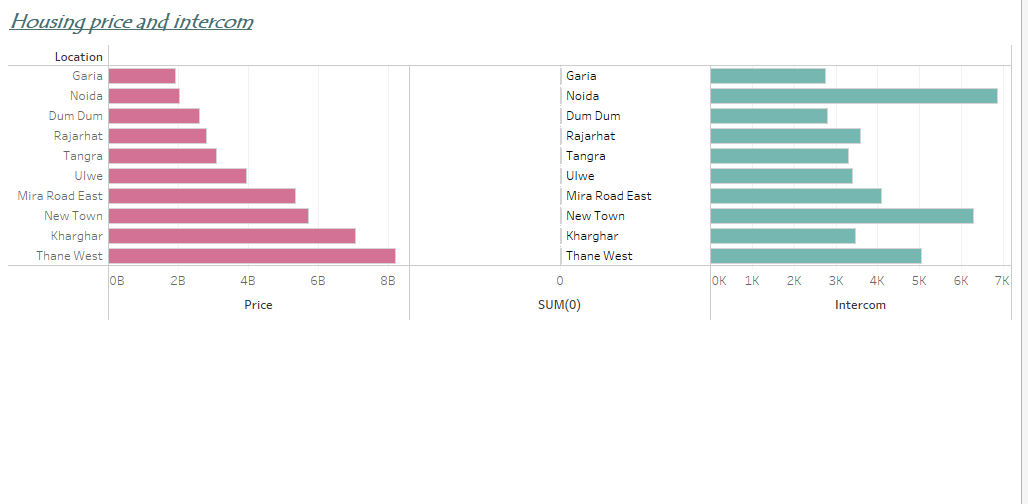 Housing price and intercom
Location
Garia Garia
Noida Noida
Dum Dum Dum Dum
Rajarhat Rajarhat
Tangra Tangra
Ulwe Ulwe
Mira Road East Mira Road East
New Town New Town
Kharghar Kharghar
Thane West Thane West
0B 2B 4B 6B 8B 0 0K 1K 2K 3K 4K 5K 6K 7K
Price SUM(0) Intercom